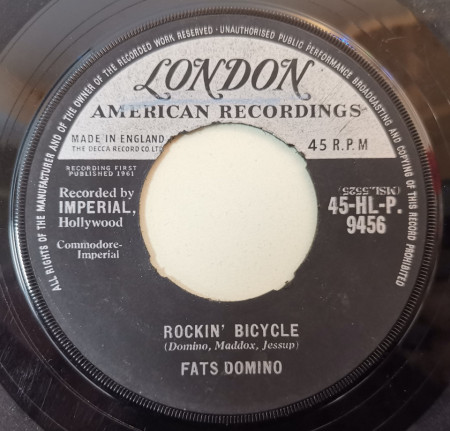 ALL RIGHTS OF THE MANUFACTURER AND OF THE OWNER OF THE RECORDED WORK RESERVED · UNAUTHORISED PUBLIC PERFORMANCE BROADCASTING AND COPYING OF THIS RECORD PROHIBITED
LONDON
AMERICAN RECORDINGS
MADE IN ENGLAND
THE DECCA RECORD CO. LTD
45 R.P.M
RECORDING FIRST
PUBLISHED 1961
Recorded by
IMPERIAL,
Hollywood
Commodore-
Imperial
(MSL.5525)
45-HL-P.
9456
ROCKIN' BICYCLE
(Domino, Maddox, Jessup)
FATS DOMINO